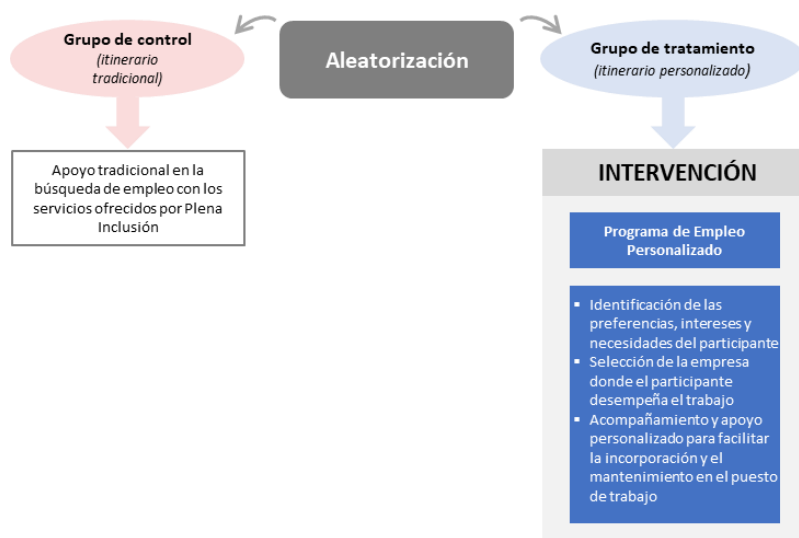 Aleatorización
Grupo de control
(itinerario
tradicional)
Apoyo tradicional en la
búsqueda de empleo con los
servicios ofrecidos por Plena
Inclusión
Grupo de tratamiento
(itinerario personalizado)
INTERVENCIÓN
Programa de Empleo
Personalizado
▪ Identificación de las
preferencias, intereses y
necesidades del participante
▪ Selección de la empresa
donde el participante
desempeña el trabajo
▪ Acompañamiento y apoyo
personalizado para facilitar
la incorporación y el
mantenimiento en el puesto
de trabajo